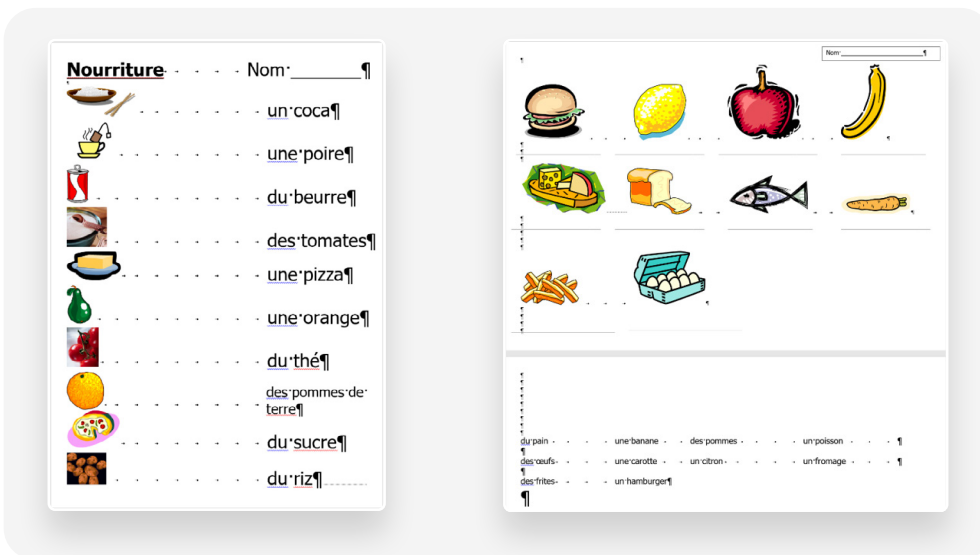 Nourriture Nom _________¶
un coca¶
une poire¶
du beurre¶
des tomates¶
une pizza¶
une orange¶
du thé¶
des pommes de
terre¶
du sucre¶
du riz¶
Nom ____________________¶
du pain une banane des pommes un poisson ¶
des œufs une carotte un citron un fromage ¶
des frites un hamburger¶